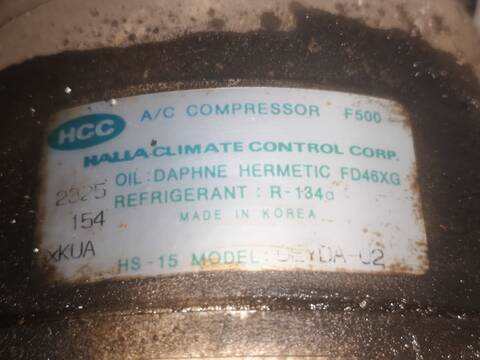 HCC A/C COMPRESSOR F500
HALLA CLIMATE CONTROL CORP.
OIL: DAPHNE HERMETIC FD46XG
2325
REFRIGERANT : R-134a
154
MADE IN KOREA
XKUA
HS-15 MODEL: